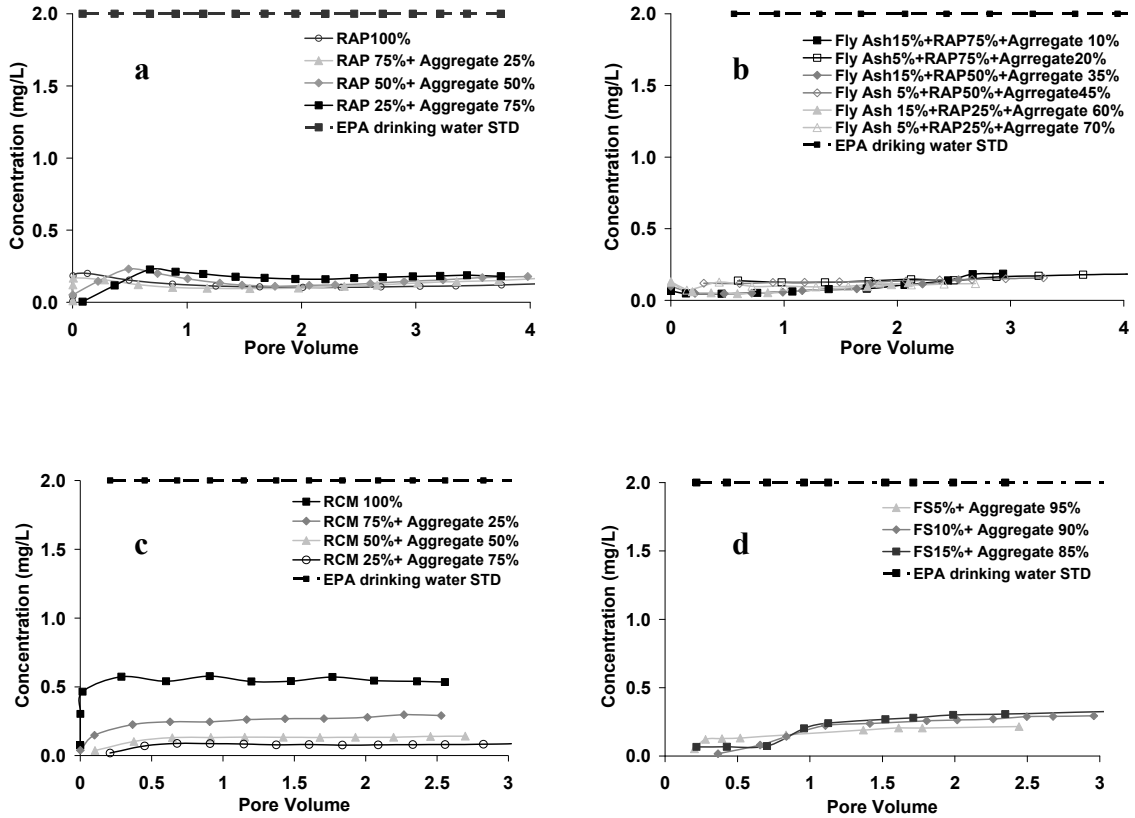 2.0
1.5
1.0
0.5
0.0
Concentration (mg/L)
a
RAP100%
RAP 75%+ Aggregate 25%
RAP 50%+ Aggregate 50%
RAP 25%+ Aggregate 75%
EPA drinking water STD
0 1 2 3 4
Pore Volume
2.0
1.5
1.0
0.5
0.0
Concentration (mg/L)
b
Fly Ash15%+RAP75%+Agrregate 10%
Fly Ash5%+RAP75%+Agrregate20%
Fly Ash15%+RAP50%+Agrregate 35%
Fly Ash 5%+RAP50%+Agrregate45%
Fly Ash 15%+RAP25%+Agrregate 60%
Fly Ash 5%+RAP25%+Agrregate 70%
EPA driking water STD
0 1 2 3 4
Pore Volume
2.0
1.5
1.0
0.5
0.0
Concentration (mg/L)
c
RCM 100%
RCM 75%+ Aggregate 25%
RCM 50%+ Aggregate 50%
RCM 25%+ Aggregate 75%
EPA drinking water STD
0 0.5 1 1.5 2 2.5 3
Pore Volume
2.0
1.5
1.0
0.5
0.0
Concentration (mg/L)
d
FS5%+ Aggregate 95%
FS10%+ Aggregate 90%
FS15%+ Aggregate 85%
EPA drinking water STD
0 0.5 1 1.5 2 2.5 3
Pore Volume